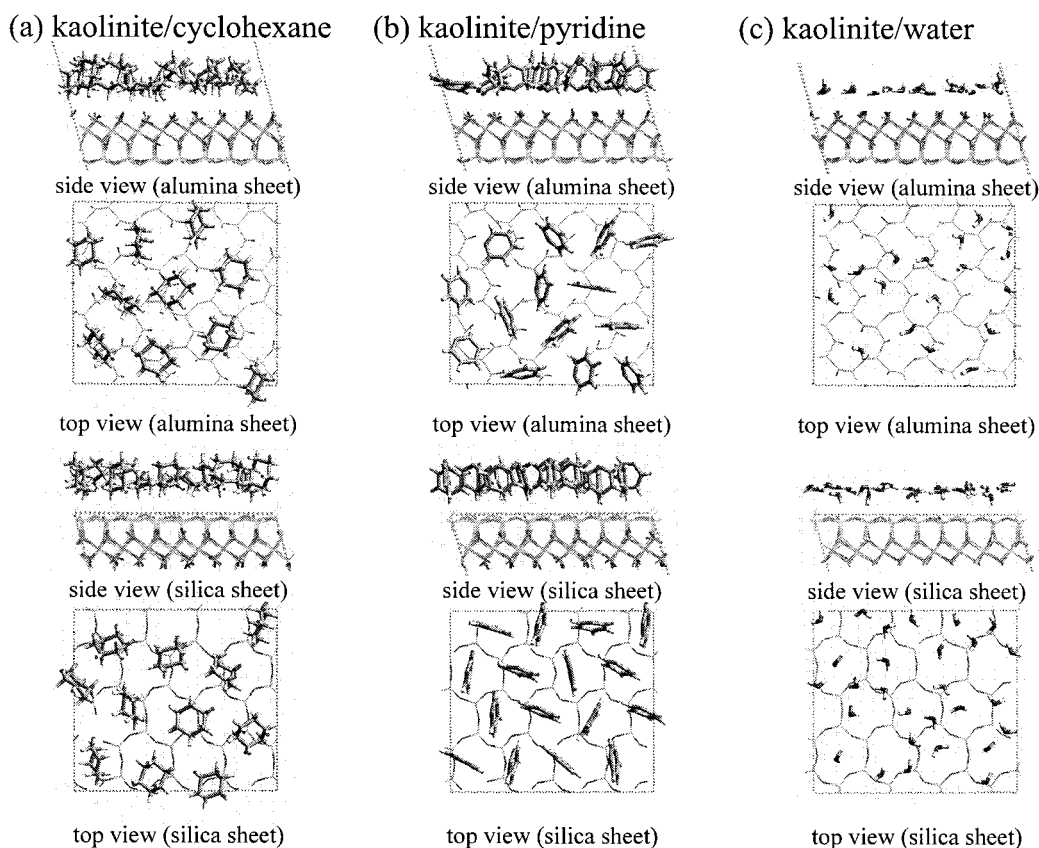 (a) kaolinite/cyclohexane
(b) kaolinite/pyridine
(c) kaolinite/water
side view (alumina sheet)
side view (alumina sheet)
side view (alumina sheet)
top view (alumina sheet)
top view (alumina sheet)
top view (alumina sheet)
side view (silica sheet)
side view (silica sheet)
side view (silica sheet)
top view (silica sheet)
top view (silica sheet)
top view (silica sheet)